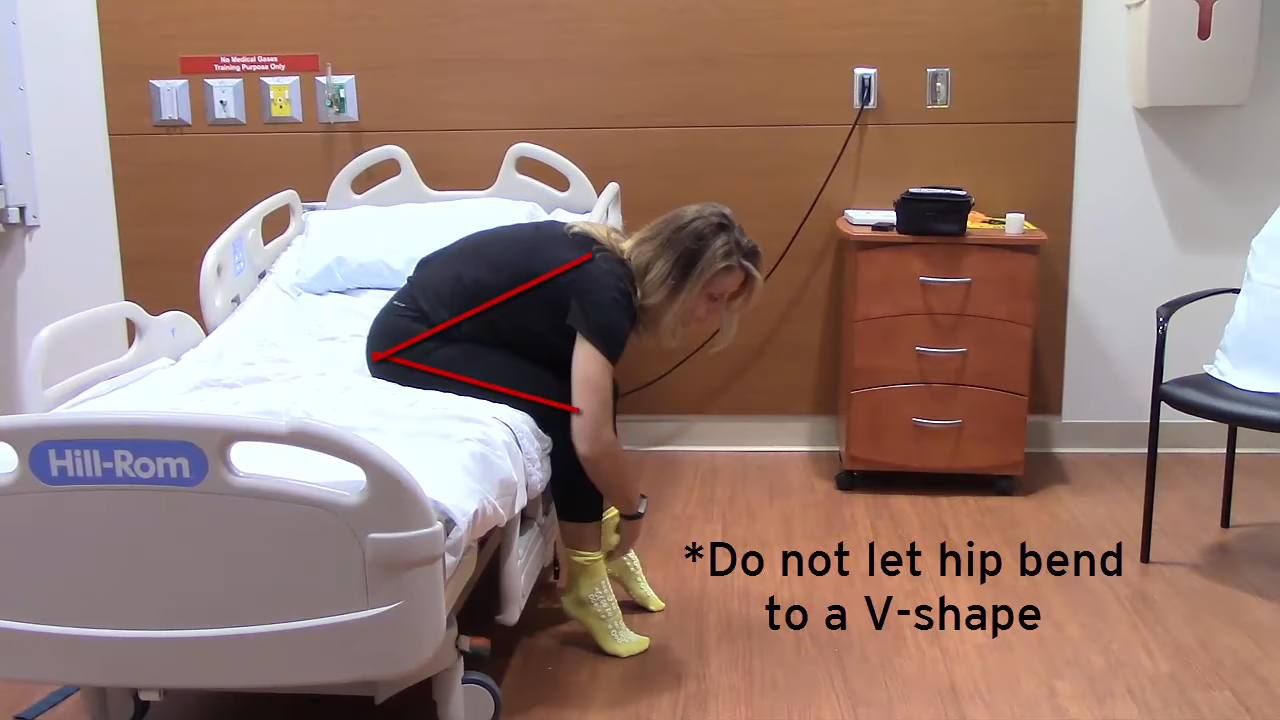 No Medical Gases
Training Purpose Only
Hill-Rom
*Do not let hip bend
to a V-shape